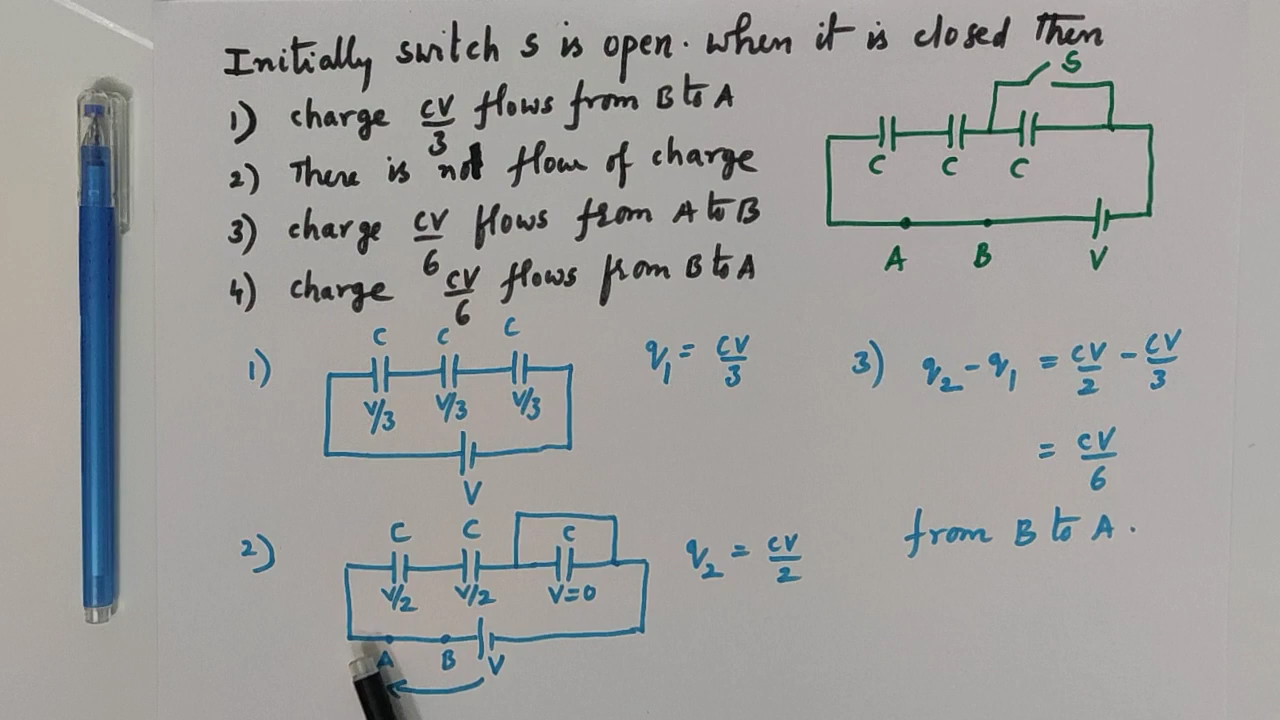 Initially switch s is open. when it is closed Then
1) charge CV/3 flows from B to A
2) There is not flow of charge
3) charge CV/6 flows from A to B
4) charge CV/6 flows from B to A
S
C C C
A B V
1) C C C
V/3 V/3 V/3
V
q₁ = CV/3
3) q₂ - q₁ = CV/2 - CV/3
= CV/6
from B to A.
2) C C C
V/2 V/2 V=0
A B V
q₂ = CV/2